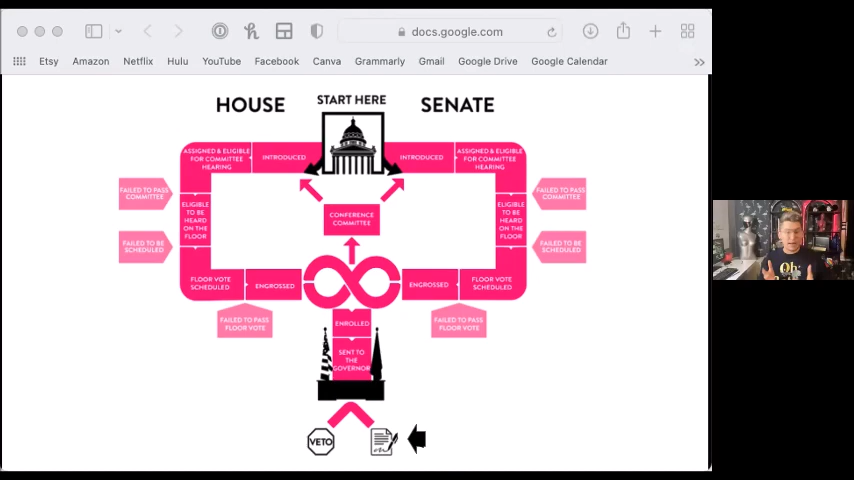 docs.google.com
Etsy Amazon Netflix Hulu YouTube Facebook Canva Grammarly Gmail Google Drive Google Calendar
HOUSE
START HERE
SENATE
ASSIGNED & ELIGIBLE
FOR COMMITTEE
HEARING
INTRODUCED
INTRODUCED
ASSIGNED & ELIGIBLE
FOR COMMITTEE
HEARING
FAILED TO PASS
COMMITTEE
FAILED TO PASS
COMMITTEE
ELIGIBLE
TO BE
HEARD
ON THE
FLOOR
CONFERENCE
COMMITTEE
ELIGIBLE
TO BE
HEARD
ON THE
FLOOR
FAILED TO BE
SCHEDULED
FAILED TO BE
SCHEDULED
FLOOR VOTE
SCHEDULED
ENGROSSED
ENGROSSED
FLOOR VOTE
SCHEDULED
FAILED TO PASS
FLOOR VOTE
ENROLLED
FAILED TO PASS
FLOOR VOTE
SENT TO
THE
GOVERNOR
VETO